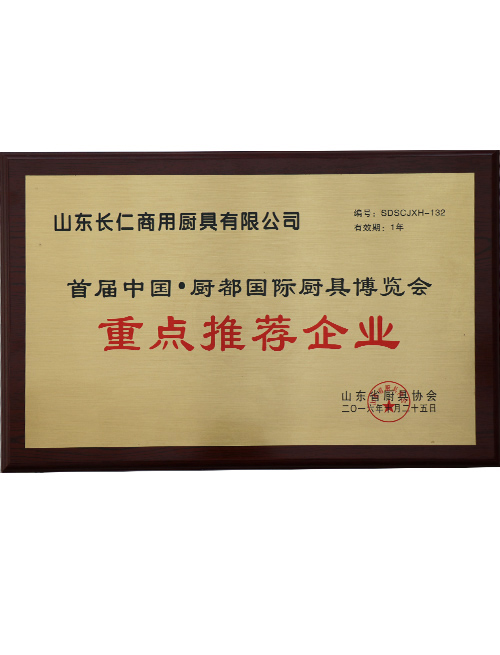 山东长仁商用厨具有限公司
编号：SDSCJXH-132
有效期：1年
首届中国·厨都国际厨具博览会
重点推荐企业
山东省厨具协会
二〇一六年 月二十五日